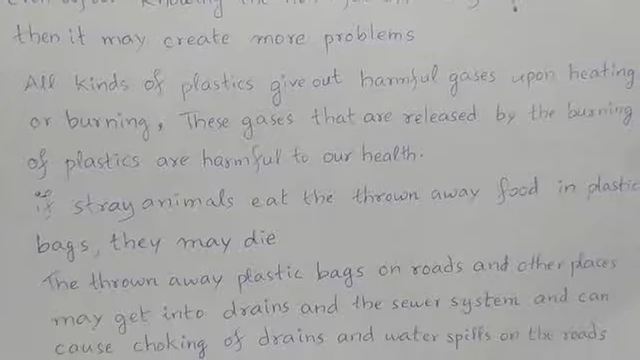 then it may create more problems
All kinds of plastics give out harmful gases upon heating
or burning, These gases that are released by the burning
of plastics are harmful to our health.
if stray animals eat the thrown away food in plastic
bags, they may die
The thrown away plastic bags on roads and other places
may get into drains and the sewer system and can
cause choking of drains and water spills on the roads